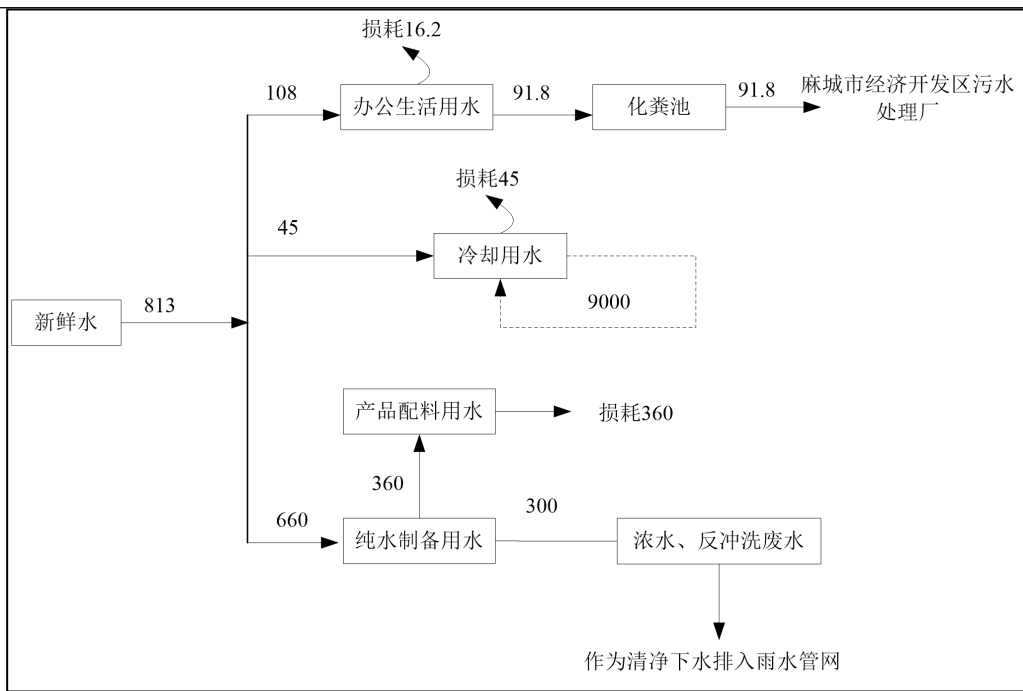 损耗16.2
108
办公生活用水
91.8
化粪池
91.8
麻城市经济开发区污水
处理厂
损耗45
45
冷却用水
9000
新鲜水
813
产品配料用水
损耗360
360
660
纯水制备用水
300
浓水、反冲洗废水
作为清净下水排入雨水管网